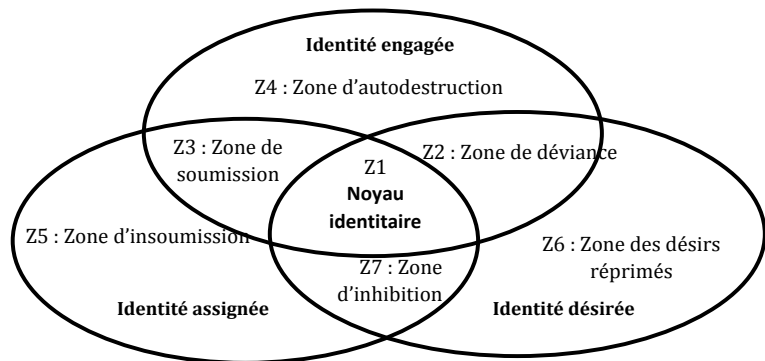 Identité engagée
Z4 : Zone d'autodestruction
Z3 : Zone de
soumission
Z1
Noyau
identitaire
Z2 : Zone de déviance
Z5 : Zone d'insoumission
Z7 : Zone
d'inhibition
Z6 : Zone des désirs
réprimés
Identité assignée
Identité désirée